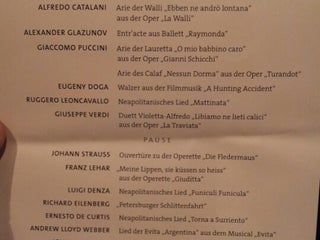 ALFREDO CATALANI Arie der Walli „Ebben ne andrò lontana"
aus der Oper „La Walli"
ALEXANDER GLAZUNOV Entr'acte aus Ballett „Raymonda"
GIACCOMO PUCCINI Arie der Lauretta „O mio babbino caro"
aus der Oper „Gianni Schicchi"
Arie des Calaf „Nessun Dorma" aus der Oper „Turandot"
EUGENY DOGA Walzer aus der Filmmusik „A Hunting Accident"
RUGGERO LEONCAVALLO Neapolitanisches Lied „Mattinata"
GIUSEPPE VERDI Duett Violetta-Alfredo „Libiamo ne lieti calici"
aus der Oper „La Traviata"
PAUSE
JOHANN STRAUSS Ouvertüre zu der Operette „Die Fledermaus"
FRANZ LEHAR „Meine Lippen, sie küssen so heiss"
aus der Operette „Giuditta"
LUIGI DENZA Neapolitanisches Lied „Funiculi Funicula"
RICHARD EILENBERG „Petersburger Schlittenfahrt"
ERNESTO DE CURTIS Neapolitanisches Lied „Torna a Surriento"
ANDREW LLOYD WEBBER Lied der Evita „Argentina" aus dem Musical „Evita"